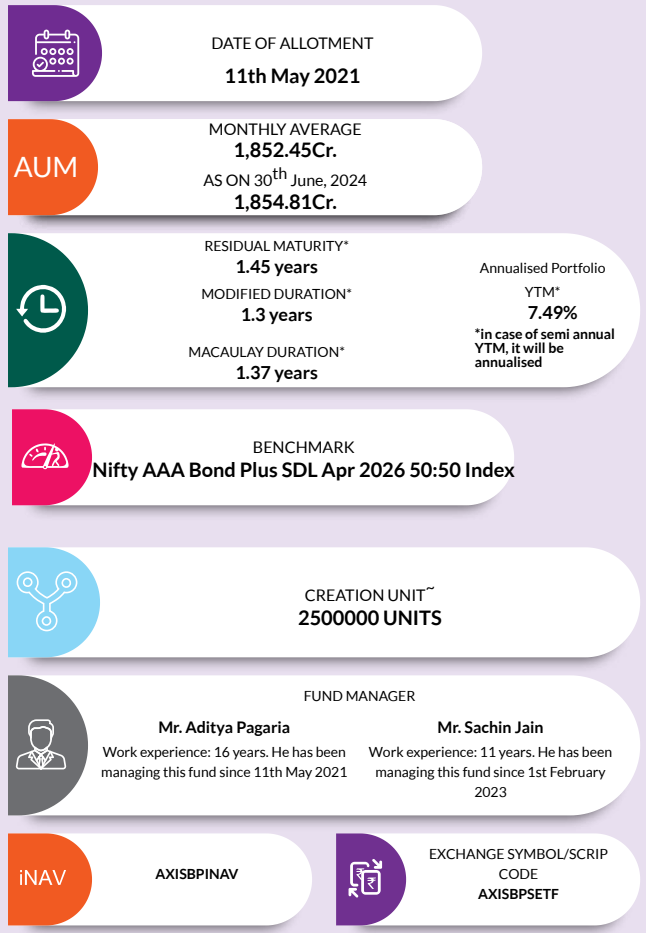 DATE OF ALLOTMENT
11th May 2021
AUM
MONTHLY AVERAGE
1,852.45Cr.
AS ON 30th June, 2024
1,854.81Cr.
RESIDUAL MATURITY*
1.45 years
MODIFIED DURATION*
1.3 years
MACAULAY DURATION*
1.37 years
Annualised Portfolio
YTM*
7.49%
*in case of semi annual
YTM, it will be
annualised
BENCHMARK
Nifty AAA Bond Plus SDL Apr 2026 50:50 Index
CREATION UNIT~
2500000 UNITS
FUND MANAGER
Mr. Aditya Pagaria
Work experience: 16 years. He has been
managing this fund since 11th May 2021
Mr. Sachin Jain
Work experience: 11 years. He has been
managing this fund since 1st February
2023
iNAV
AXISBPINAV
₹
₹
EXCHANGE SYMBOL/SCRIP
CODE
AXISBPSETF